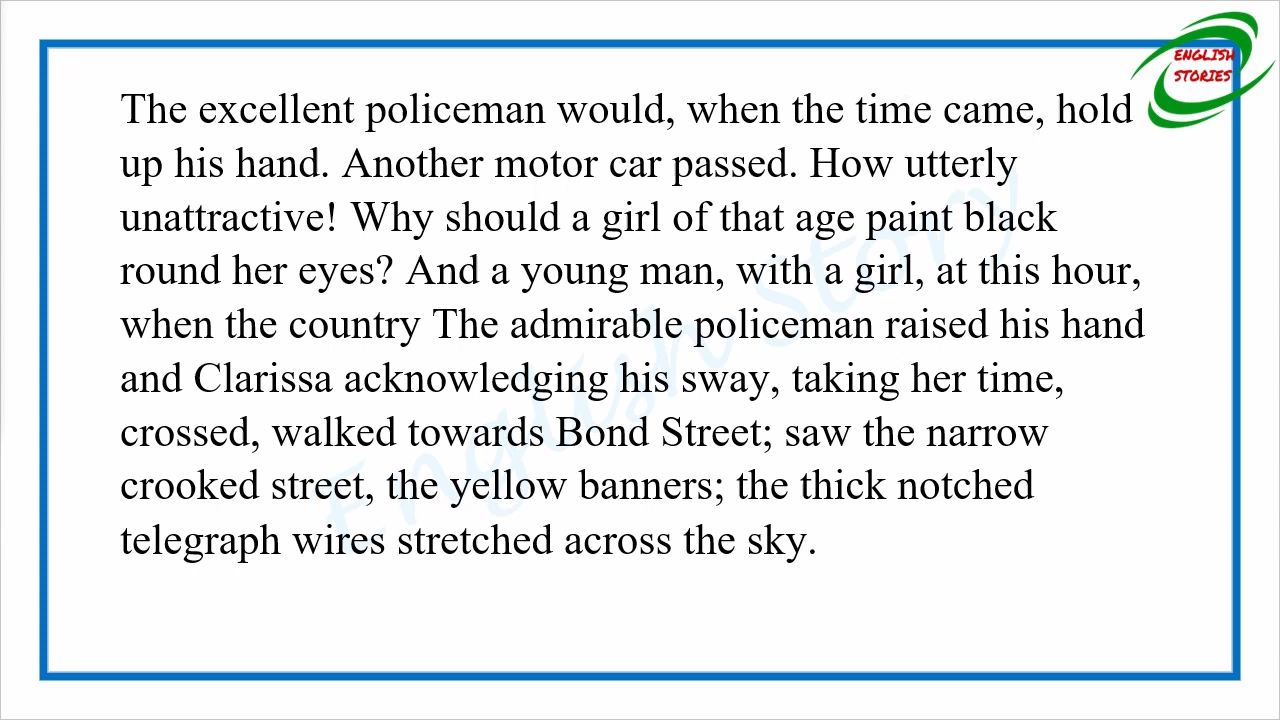 ENGLISH
STORIES
The excellent policeman would, when the time came, hold
up his hand. Another motor car passed. How utterly
unattractive! Why should a girl of that age paint black
round her eyes? And a young man, with a girl, at this hour,
when the country The admirable policeman raised his hand
and Clarissa acknowledging his sway, taking her time,
crossed, walked towards Bond Street; saw the narrow
crooked street, the yellow banners; the thick notched
telegraph wires stretched across the sky.
English Story